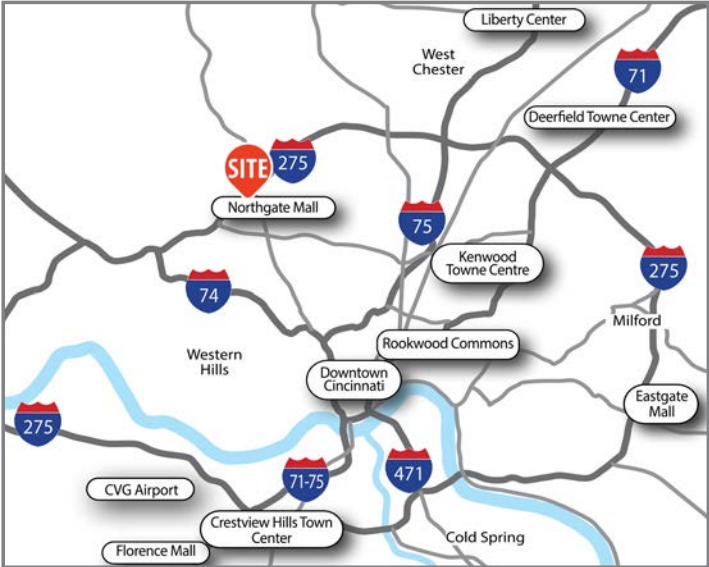 Liberty Center
West
Chester
71
Deerfield Towne Center
SITE
275
Northgate Mall
75
Kenwood
Towne Centre
275
74
Milford
Rookwood Commons
Western
Hills
Downtown
Cincinnati
Eastgate
Mall
275
71-75
471
CVG Airport
Crestview Hills Town
Center
Cold Spring
Florence Mall